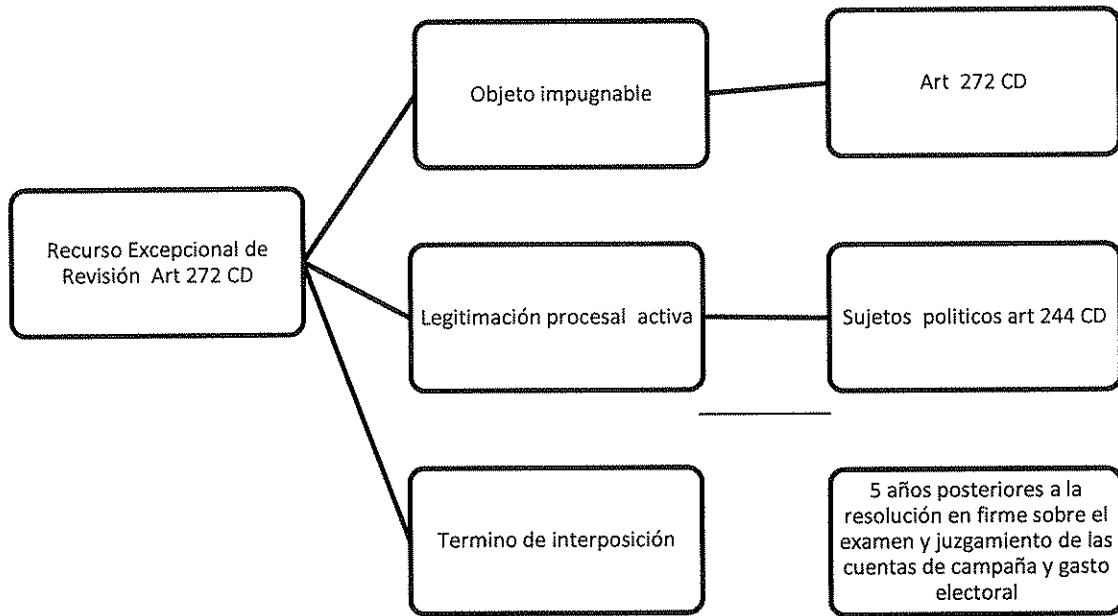 Objeto impugnable
Art 272 CD
Recurso Excepcional de
Revisión Art 272 CD
Legitimación procesal activa
Sujetos politicos art 244 CD
Termino de interposición
5 años posteriores a la
resolución en firme sobre el
examen y juzgamiento de las
cuentas de campaña y gasto
electoral